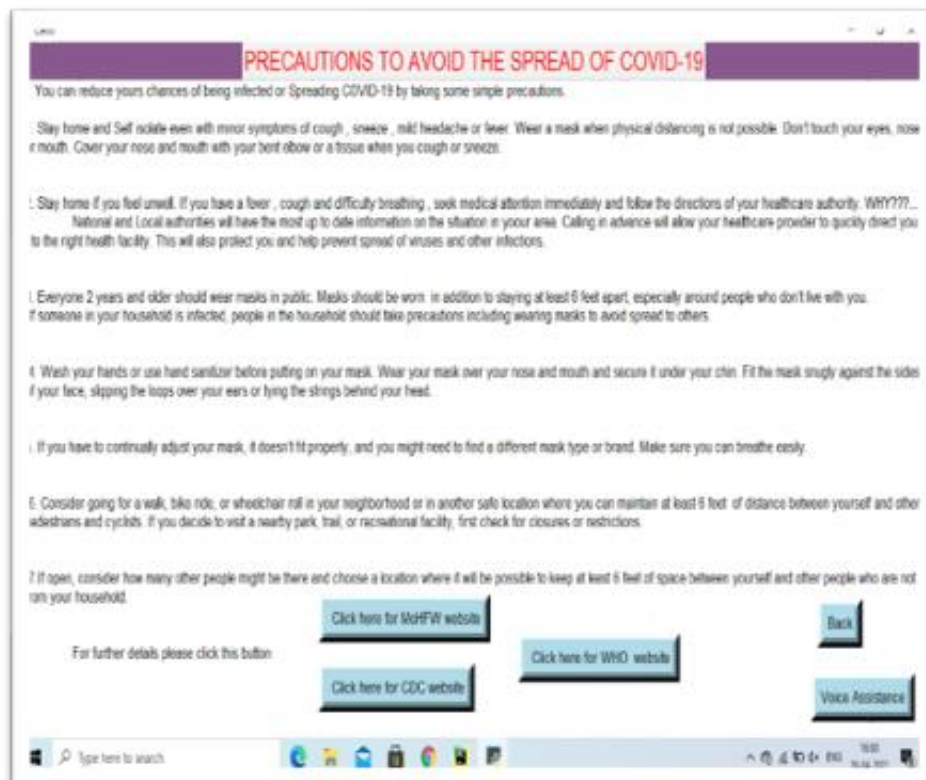 PRECAUTIONS TO AVOID THE SPREAD OF COVID-19
You can reduce yours chances of being infected or Spreading COVID-19 by taking some simple precautions.
. Stay home and Self isolate even with minor symptoms of cough , sneeze , mild headache or fever. Wear a mask when physical distancing is not possible. Don't touch your eyes, nose
r mouth. Cover your nose and mouth with your bent elbow or a tissue when you cough or sneeze.
. Stay home if you feel unwell. If you have a fever , cough and difficulty breathing , seek medical attention immediately and follow the directions of your healthcare authority. WHY???...
National and Local authorities will have the most up to date information on the situation in yoour area. Calling in advance will allow your healthcare provider to quickly direct you
to the right health facility. This will also protect you and help prevent spread of viruses and other infections.
. Everyone 2 years and older should wear masks in public. Masks should be worn in addition to staying at least 6 feet apart, especially around people who don't live with you.
f someone in your household is infected, people in the household should take precautions including wearing masks to avoid spread to others.
4. Wash your hands or use hand sanitizer before putting on your mask. Wear your mask over your nose and mouth and secure it under your chin. Fit the mask snugly against the sides
f your face, slipping the loops over your ears or tying the strings behind your head.
. If you have to continually adjust your mask, it doesn't fit properly, and you might need to find a different mask type or brand. Make sure you can breathe easily.
6. Consider going for a walk, bike ride, or wheelchair roll in your neighborhood or in another safe location where you can maintain at least 6 feet of distance between yourself and other
edestrians and cyclists. If you decide to visit a nearby park, trail, or recreational facility, first check for closures or restrictions.
7.If open, consider how many other people might be there and choose a location where it will be possible to keep at least 6 feet of space between yourself and other people who are not
rom your household.
Click here for MoHFW website
Back
For further details please click this button
Click here for WHO website
Click here for CDC website
Voice Assistance
Type here to search
ENG